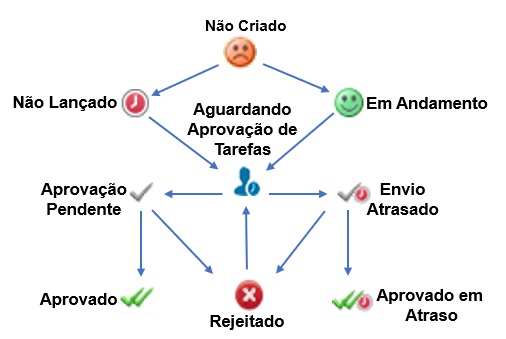 Não Criado
Não Lançado
Aguardando
Aprovação de
Tarefas
Em Andamento
Aprovação
Pendente
Envio
Atrasado
Aprovado
Rejeitado
Aprovado em
Atraso